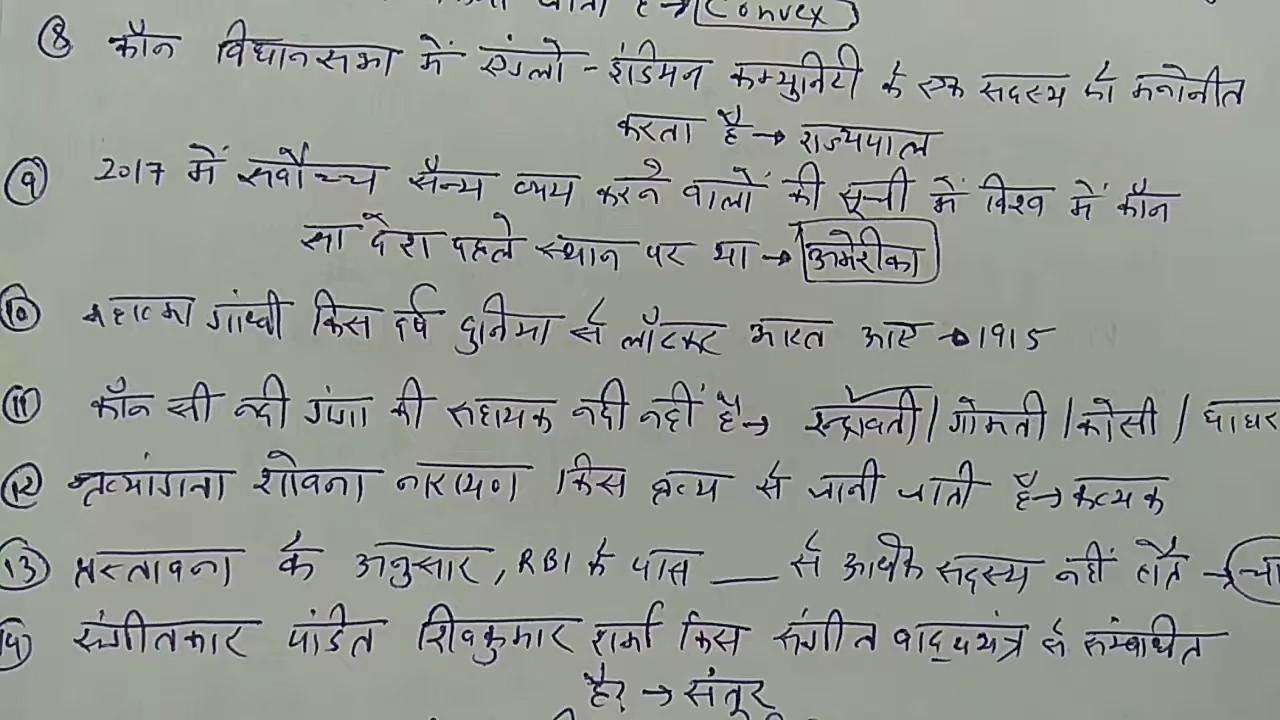 है → Convex
⑧ कौन विधानसभा में एंग्लो - इंडियन कम्युनिटी के एक सदस्य को मनोनीत
करता है → राज्यपाल
⑨ 2017 में सर्वोच्च सैन्य व्यय करने वालों की सूची में विश्व में कौन
सा देश पहले स्थान पर था → अमेरीका
⑩ महात्मा गांधी किस वर्ष दुनिया से लौटकर भारत आए → 1915
⑪ कौन सी नदी गंगा की सहायक नदी नहीं है → इन्द्रावती / गोमती / कोसी / घाघर
⑫ नृत्यांगना शोवना नारायण किस नृत्य से जानी जाती है → कत्थक
⑬ प्रस्तावना के अनुसार, RBI के पास ___ से अधिक सदस्य नहीं होते → चा
⑭ संगीतकार पंडित शिवकुमार शर्मा किस संगीत वाद्ययंत्र से सम्बंधित
है? → संतूर